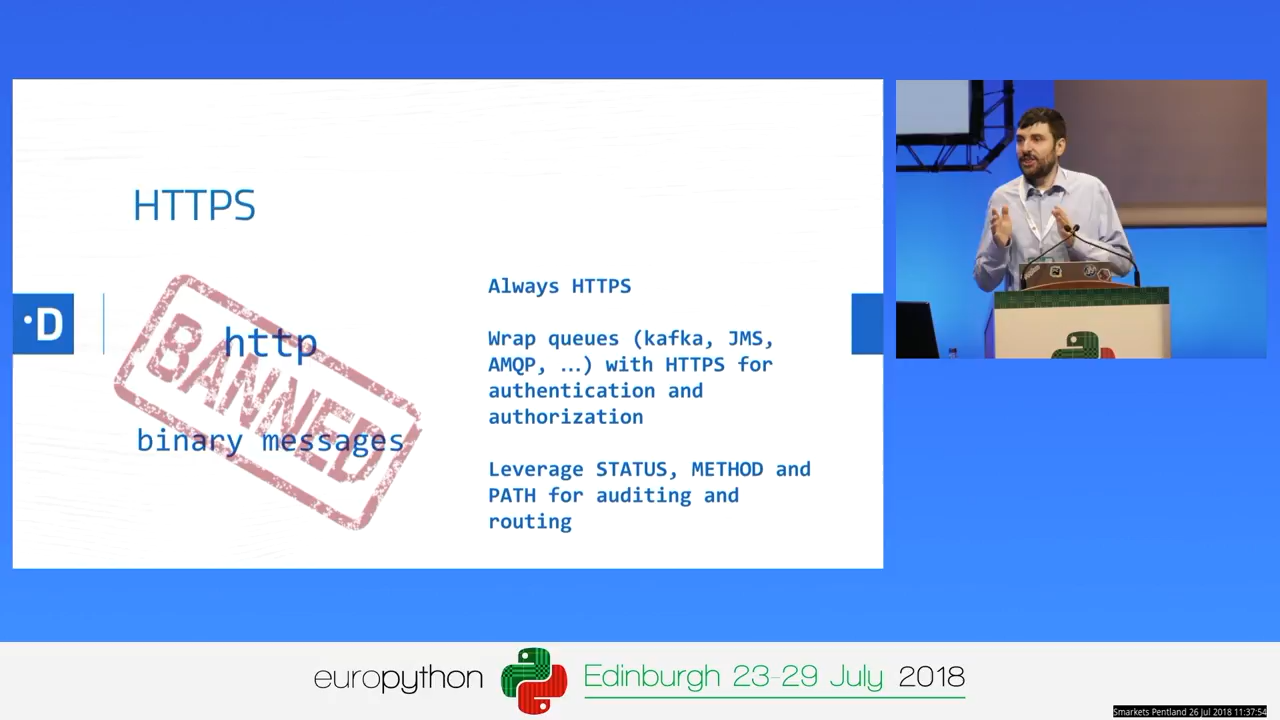 HTTPS
http
BANNED
binary messages
·D
Always HTTPS
Wrap queues (kafka, JMS,
AMQP, …) with HTTPS for
authentication and
authorization
Leverage STATUS, METHOD and
PATH for auditing and
routing
europython
Edinburgh 23-29 July 2018
Smarkets Pentland 26 Jul 2018 11:37:54